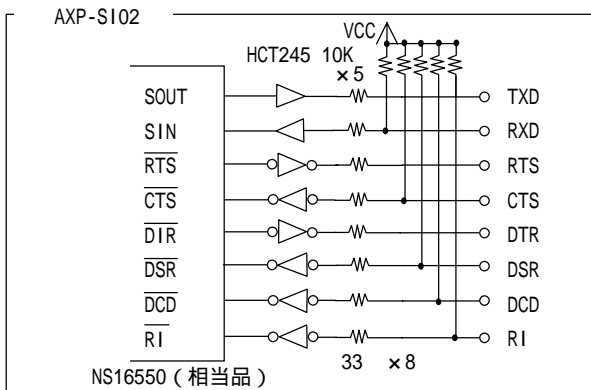 AXP-SI02
VCC
HCT245 10K
×5
SOUT TXD
SIN RXD
RTS RTS
CTS CTS
DIR DTR
DSR DSR
DCD DCD
RI RI
33 ×8
NS16550（相当品）